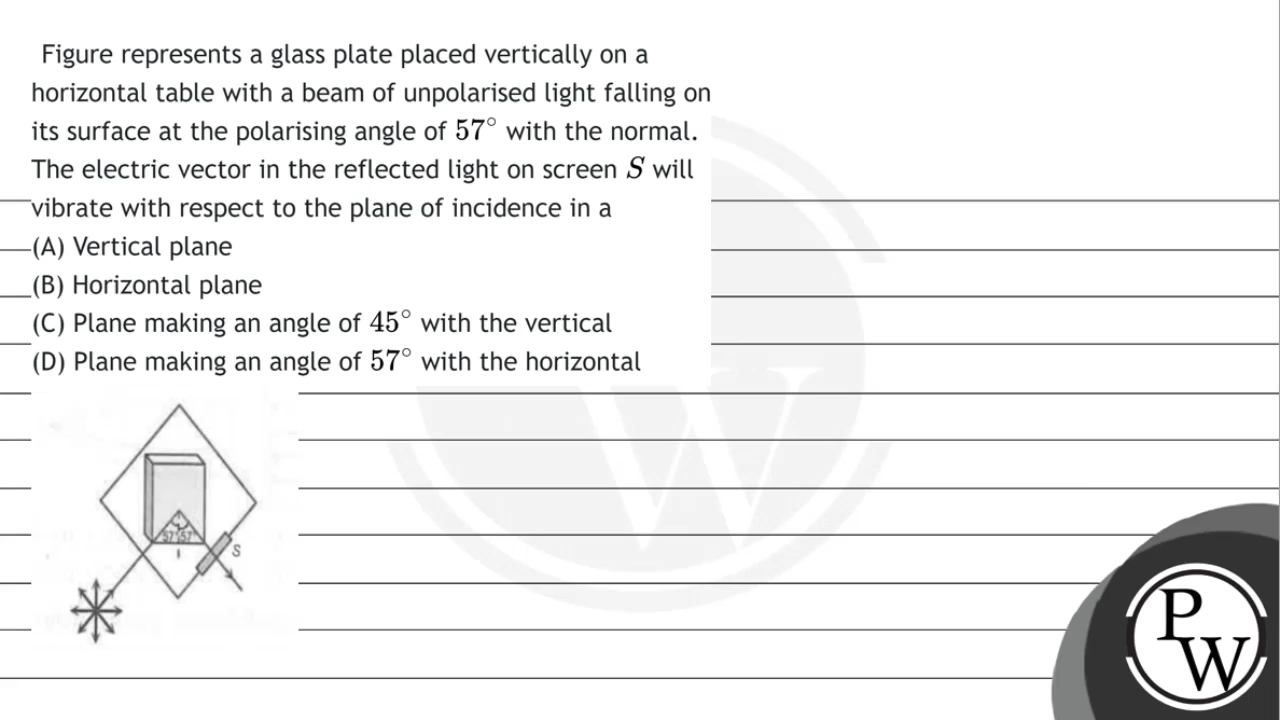 Figure represents a glass plate placed vertically on a
horizontal table with a beam of unpolarised light falling on
its surface at the polarising angle of 57° with the normal.
The electric vector in the reflected light on screen S will
vibrate with respect to the plane of incidence in a
(A) Vertical plane
(B) Horizontal plane
(C) Plane making an angle of 45° with the vertical
(D) Plane making an angle of 57° with the horizontal
57° 57°
S
P
W